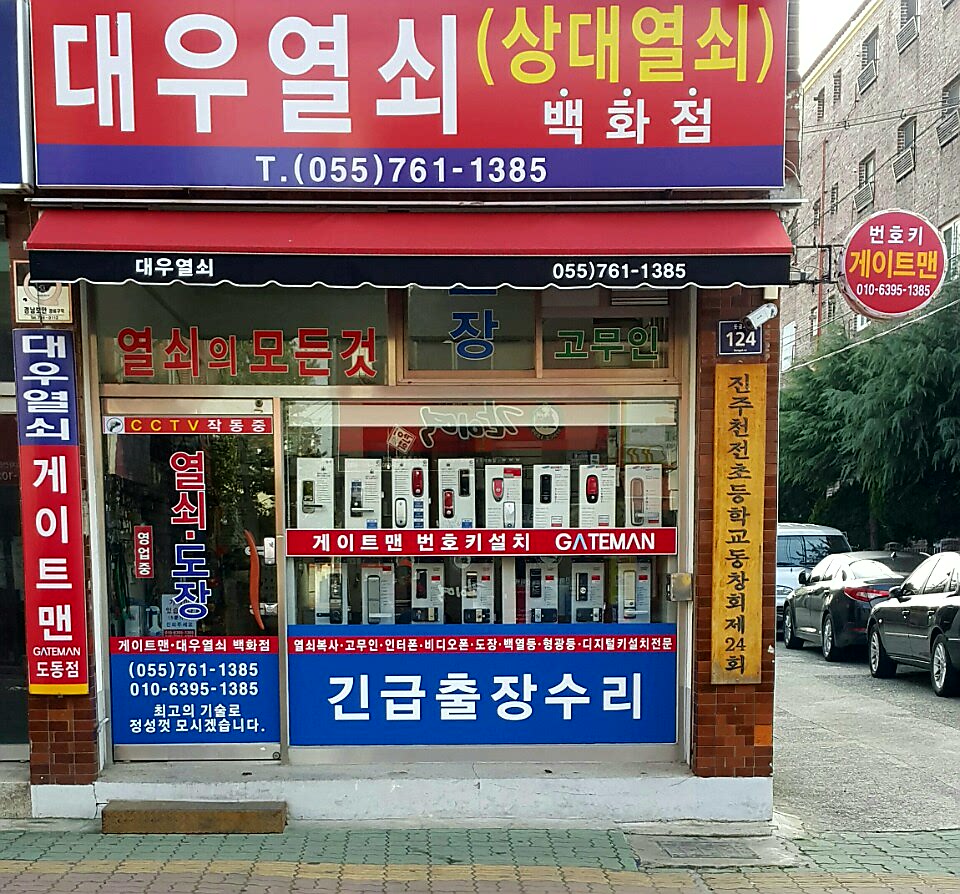 대우열쇠
(상대열쇠)
백화점
T.(055)761-1385
대우열쇠
055)761-1385
번호키
게이트맨
010-6395-1385
열쇠의 모든것
장
고무인
124
대우열쇠
게이트맨
GATEMAN
도동점
CCTV 작동중
열쇠·도장
영업중
게이트맨 번호키설치 GATEMAN
진주천전초등학교동창회제24회
게이트맨·대우열쇠 백화점
(055)761-1385
010-6395-1385
최고의 기술로
정성껏 모시겠습니다.
열쇠복사·고무인·인터폰·비디오폰·도장·백열등·형광등·디지털키설치전문
긴급출장수리